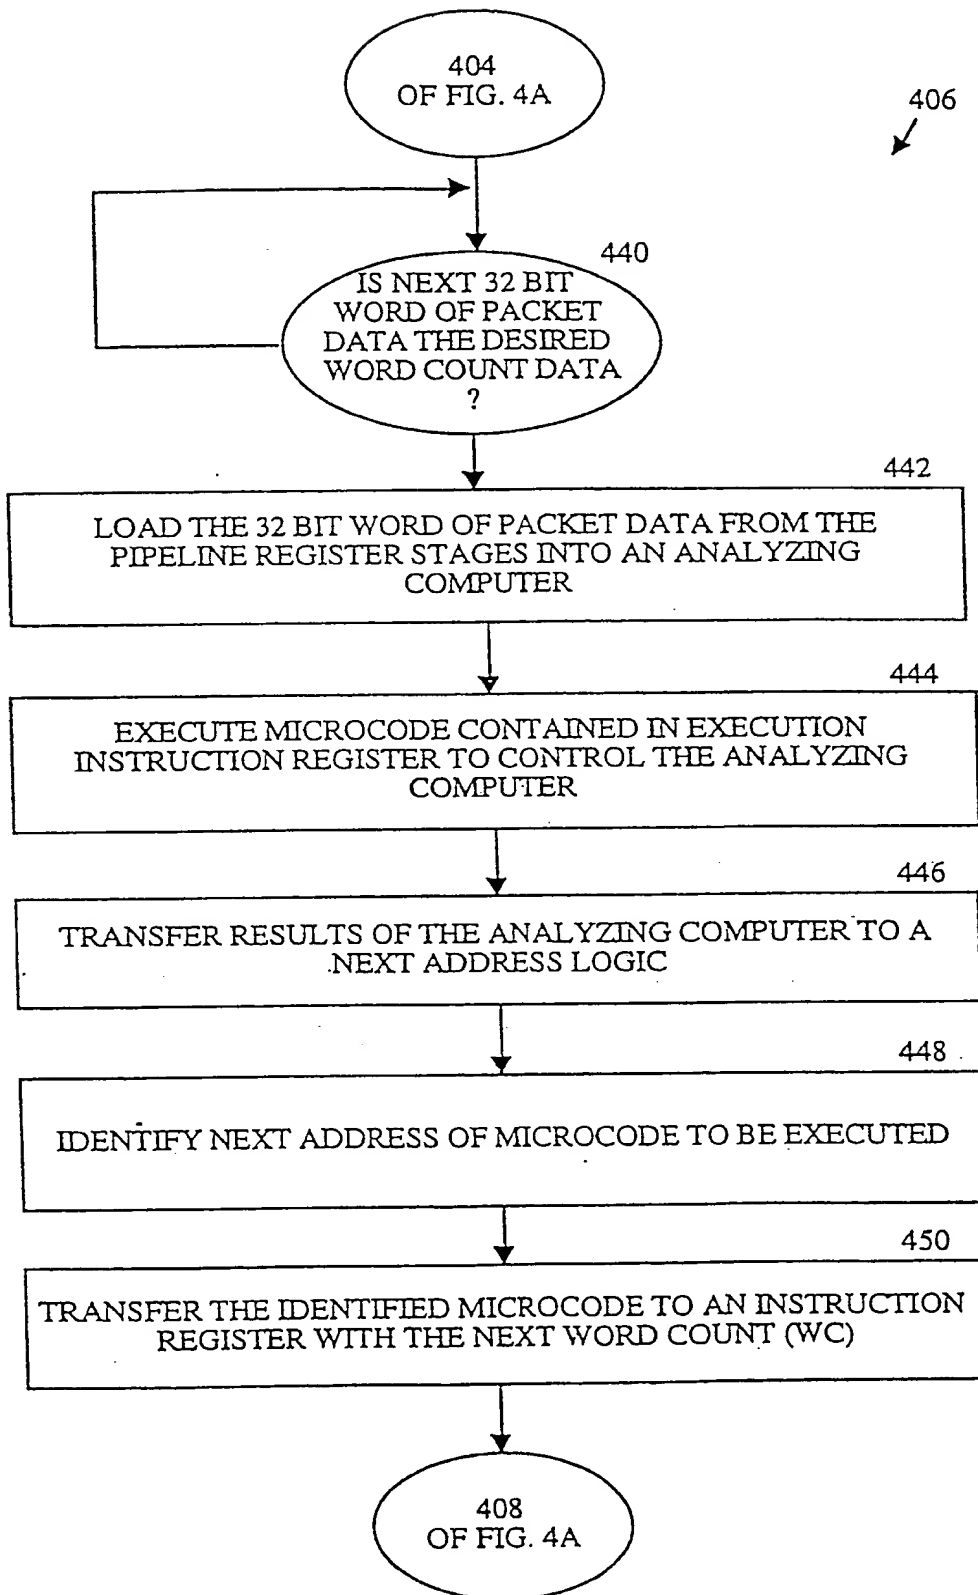 404
OF FIG. 4A
406
440
IS NEXT 32 BIT
WORD OF PACKET
DATA THE DESIRED
WORD COUNT DATA
?
442
LOAD THE 32 BIT WORD OF PACKET DATA FROM THE
PIPELINE REGISTER STAGES INTO AN ANALYZING
COMPUTER
444
EXECUTE MICROCODE CONTAINED IN EXECUTION
INSTRUCTION REGISTER TO CONTROL THE ANALYZING
COMPUTER
446
TRANSFER RESULTS OF THE ANALYZING COMPUTER TO A
NEXT ADDRESS LOGIC
448
IDENTIFY NEXT ADDRESS OF MICROCODE TO BE EXECUTED
450
TRANSFER THE IDENTIFIED MICROCODE TO AN INSTRUCTION
REGISTER WITH THE NEXT WORD COUNT (WC)
408
OF FIG. 4A